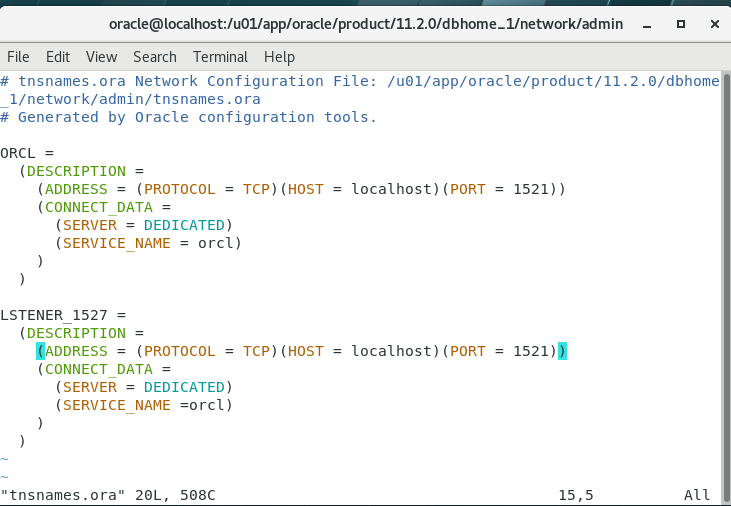 oracle@localhost:/u01/app/oracle/product/11.2.0/dbhome_1/network/admin
File Edit View Search Terminal Help
# tnsnames.ora Network Configuration File: /u01/app/oracle/product/11.2.0/dbhome
_1/network/admin/tnsnames.ora
# Generated by Oracle configuration tools.

ORCL =
  (DESCRIPTION =
    (ADDRESS = (PROTOCOL = TCP)(HOST = localhost)(PORT = 1521))
    (CONNECT_DATA =
      (SERVER = DEDICATED)
      (SERVICE_NAME = orcl)
    )
  )

LSTENER_1527 =
  (DESCRIPTION =
    (ADDRESS = (PROTOCOL = TCP)(HOST = localhost)(PORT = 1521))
    (CONNECT_DATA =
      (SERVER = DEDICATED)
      (SERVICE_NAME =orcl)
    )
  )
~
~
"tnsnames.ora" 20L, 508C 15,5 All